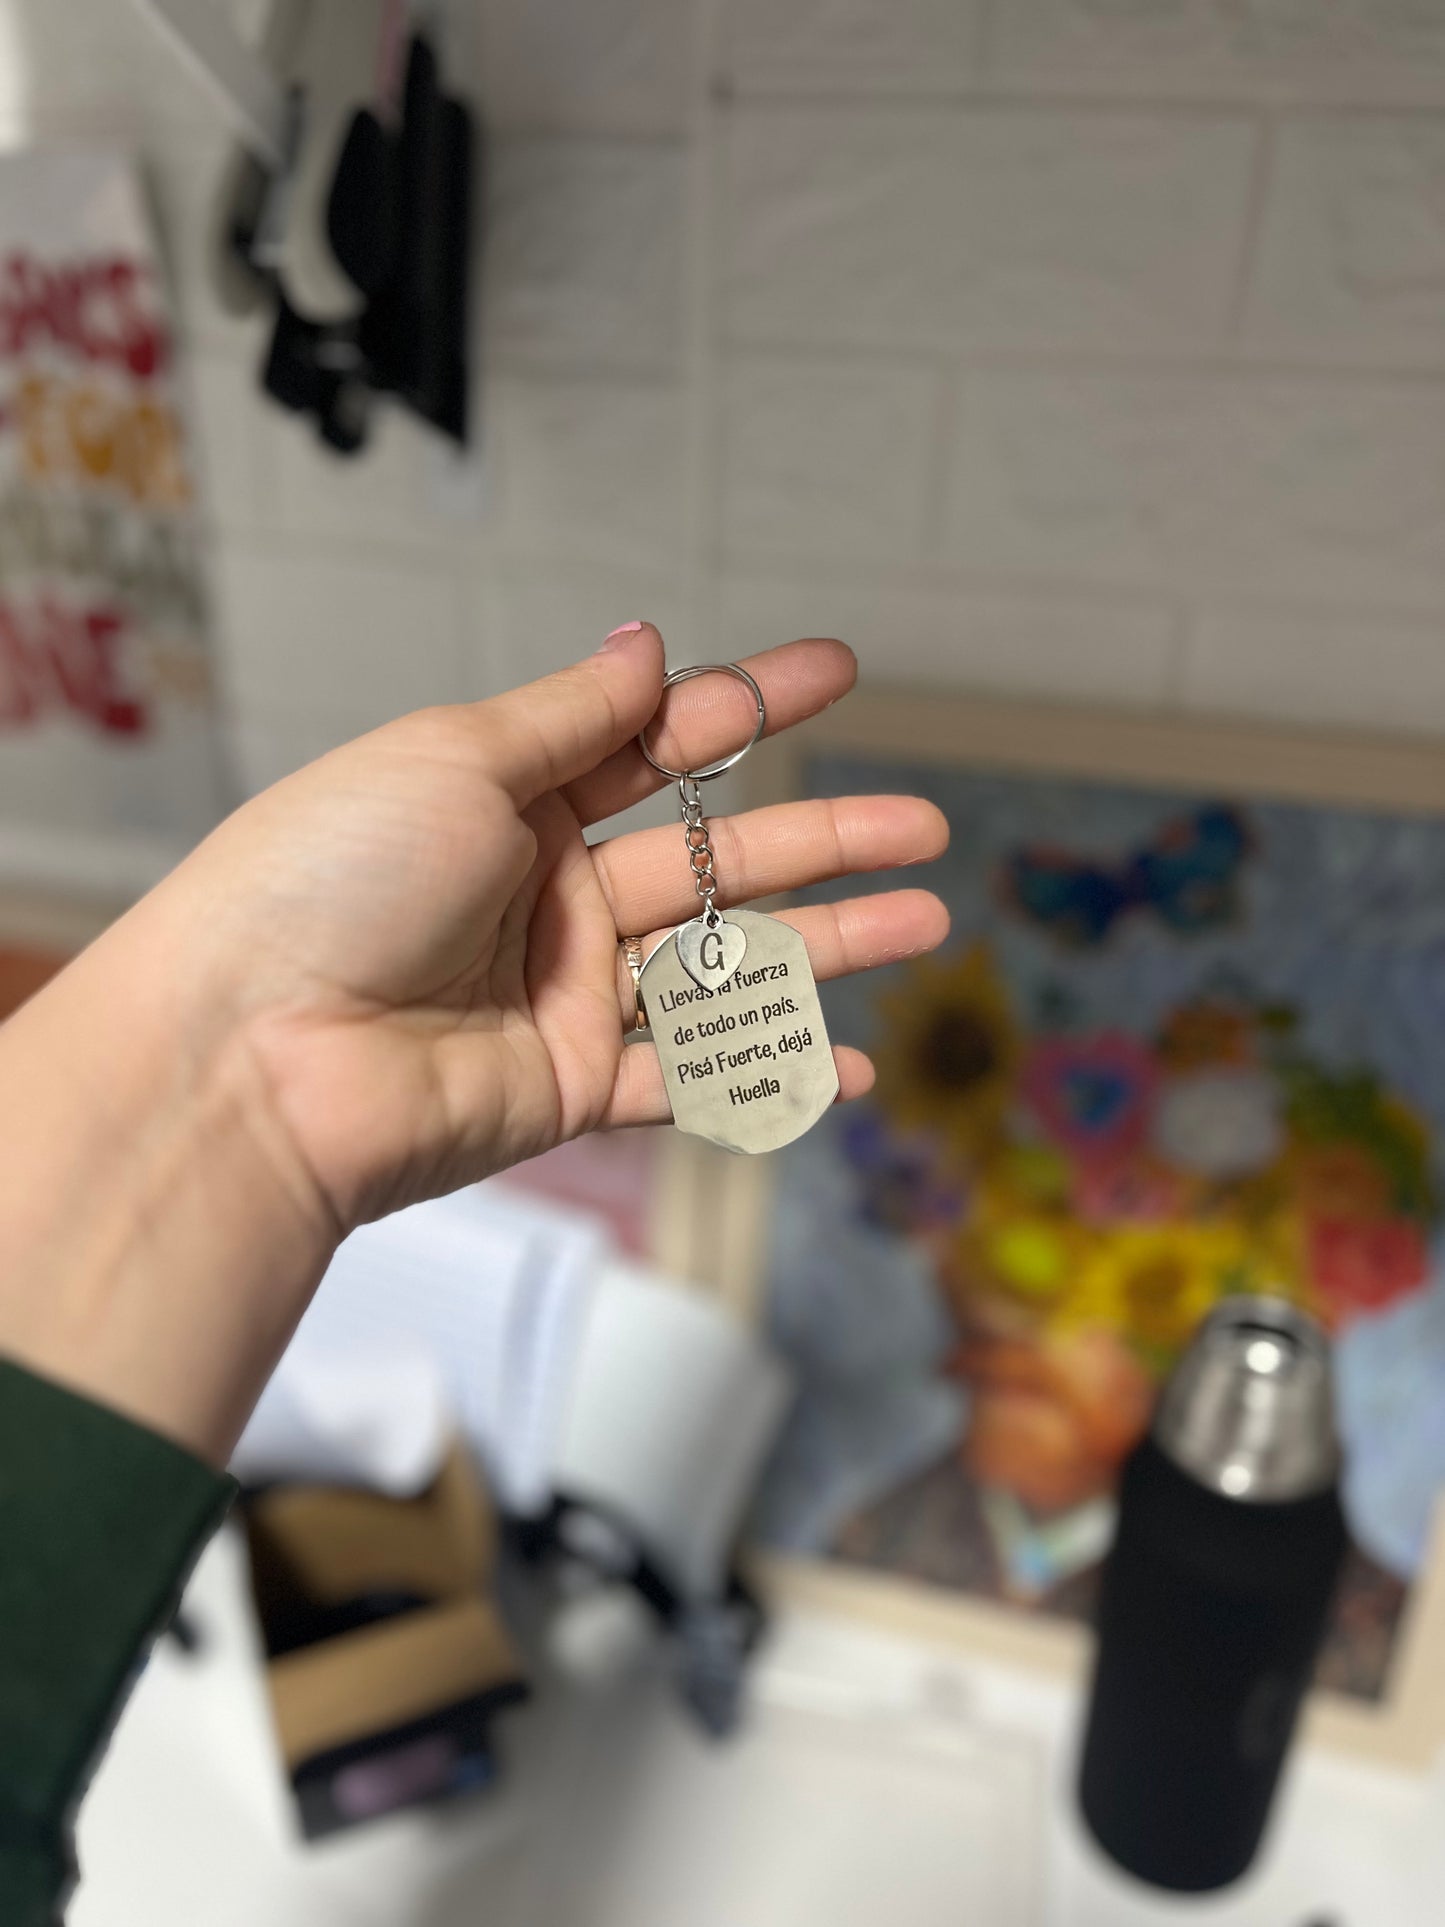 G
Llevas la fuerza
de todo un país.
Pisá Fuerte, dejá
Huella